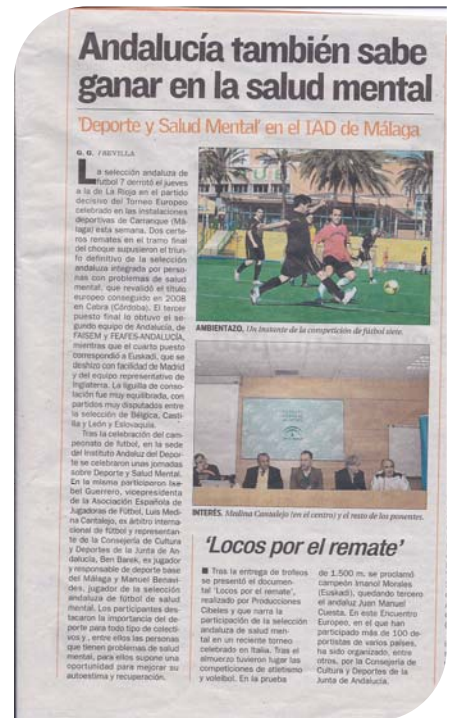 Andalucía también sabe
ganar en la salud mental
'Deporte y Salud Mental' en el IAD de Málaga
G. G. / SEVILLA
La selección andaluza de
futbol 7 derrotó el jueves
a la de La Rioja en el partido
decisivo del Torneo Europeo
celebrado en las instalaciones
deportivas de Carranque (Má-
laga) esta semana. Dos certe-
ros remates en el tramo final
del choque supusieron el triun-
fo definitivo de la selección
andaluza integrada por perso-
nas con problemas de salud
mental, que revalidó el título
europeo conseguido en 2008
en Cabra (Córdoba). El tercer
puesto final lo obtuvo el se-
gundo equipo de Andalucía, de
FAISEM y FEAFES-ANDALUCÍA,
mientras que el cuarto puesto
correspondió a Euskadi, que se
deshizo con facilidad de Madrid
y del equipo representativo de
Inglaterra. La liguilla de conso-
lación fue muy equilibrada, con
partidos muy disputados entre
la selección de Bélgica, Casti-
lla y León y Eslovaquia.
Tras la celebración del cam-
peonato de futbol, en la sede
del Instituto Andaluz del Depor-
te se celebraron unas jornadas
sobre Deporte y Salud Mental.
En la misma participaron Ixa-
bel Guerrero, vicepresidenta
de la Asociación Española de
Jugadoras de Fútbol, Luis Medi-
na Cantalejo, ex árbitro interna-
cional de fútbol y representan-
te de la Consejería de Cultura
y Deportes de la Junta de An-
dalucía, Ben Barek, ex jugador
y responsable de deporte base
del Málaga y Manuel Benavi-
des, jugador de la selección
andaluza de fútbol de salud
mental. Los participantes des-
tacaron la importancia del de-
porte para todo tipo de colecti-
vos y, entre ellos las personas
que tienen problemas de salud
mental, para ellos supone una
oportunidad para mejorar su
autoestima y recuperación.
AMBIENTAZO. Un instante de la competición de fútbol siete.
INTERÉS. Medina Cantalejo (en el centro) y el resto de los ponentes.
'Locos por el remate'
■ Tras la entrega de trofeos
se presentó el documen-
tal 'Locos por el remate',
realizado por Producciones
Cibeles y que narra la
participación de la selección
andaluza de salud men-
tal en un reciente torneo
celebrado en Italia. Tras el
almuerzo tuvieron lugar las
competiciones de atletismo
y voleibol. En la prueba
de 1.500 m. se proclamó
campeón Imanol Morales
(Euskadi), quedando tercero
el andaluz Juan Manuel
Cuesta. En este Encuentro
Europeo, en el que han
participado más de 100 de-
portistas de varios países,
ha sido organizado, entre
otros, por la Consejería de
Cultura y Deportes de la
Junta de Andalucía.